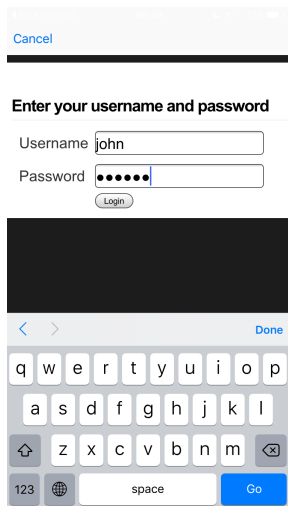 Cancel
Enter your username and password
Username john
Password ●●●●●●
Login
Done
q w e r t y u i o p
a s d f g h j k l
z x c v b n m
123 space Go